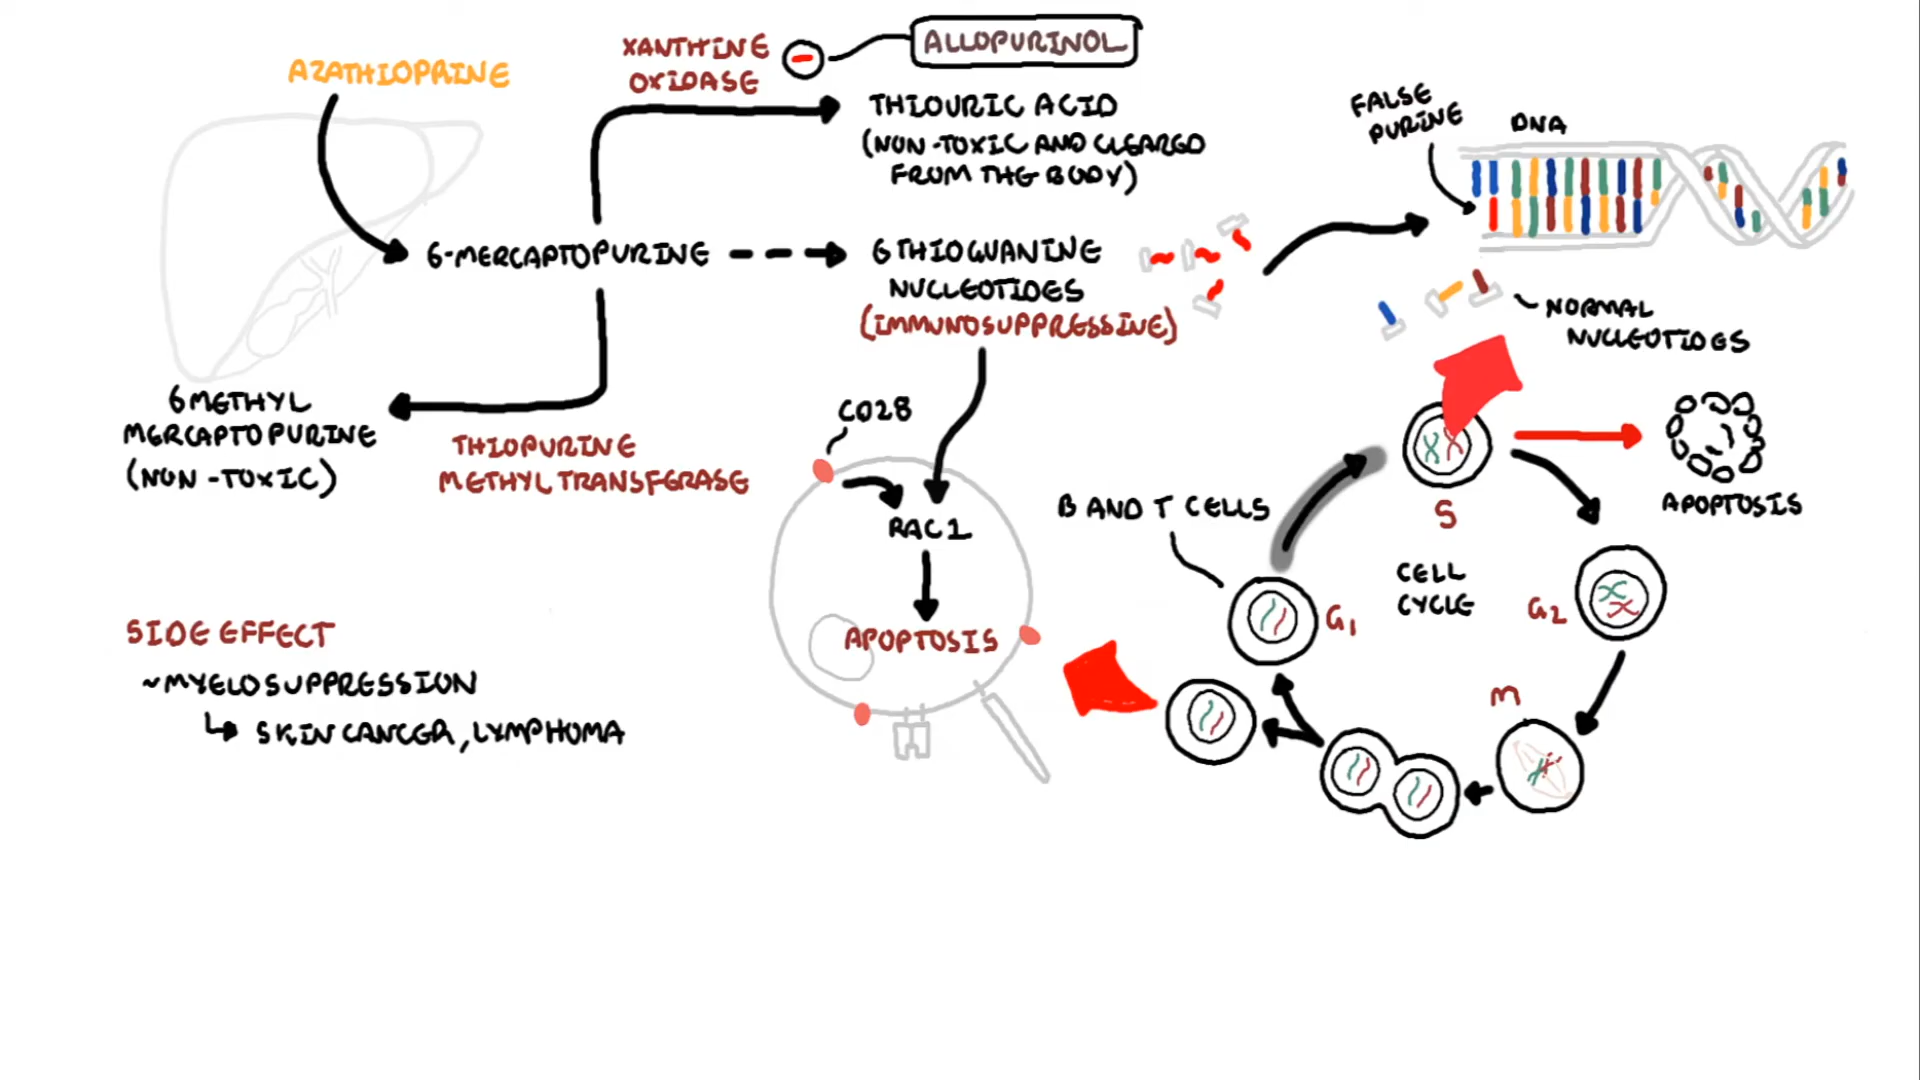 AZATHIOPRINE
XANTHINE
OXIDASE
-
ALLOPURINOL
THIOURIC ACID
(NON-TOXIC AND CLEARED
FROM THE BODY)
6-MERCAPTOPURINE
6 THIOGUANINE
NUCLEOTIDES
(IMMUNOSUPPRESSIVE)
FALSE
PURINE
DNA
NORMAL
NUCLEOTIDES
6 METHYL
MERCAPTOPURINE
(NON-TOXIC)
THIOPURINE
METHYL TRANSFERASE
CD28
RAC1
APOPTOSIS
B AND T CELLS
S
APOPTOSIS
CELL
CYCLE
G1
G2
M
SIDE EFFECT
~MYELOSUPPRESSION
↳ SKIN CANCER, LYMPHOMA